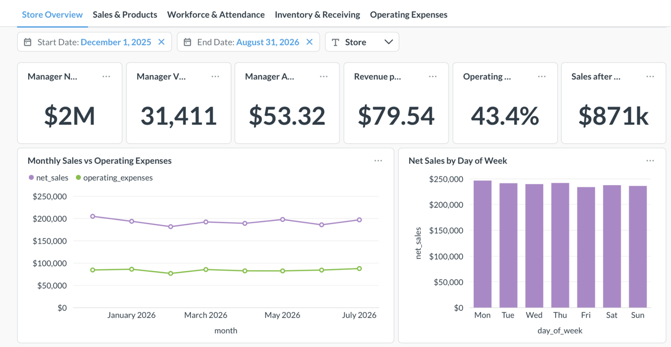 Store Overview Sales & Products Workforce & Attendance Inventory & Receiving Operating Expenses
Start Date: December 1, 2025 × End Date: August 31, 2026 × Store
Manager N... ... Manager V... ... Manager A... ... Revenue p... ... Operating ... ... Sales after ... ...
$2M 31,411 $53.32 $79.54 43.4% $871k
Monthly Sales vs Operating Expenses ...
net_sales operating_expenses
$250,000
$200,000
$150,000
$100,000
$50,000
$0
January 2026 March 2026 May 2026 July 2026
month
Net Sales by Day of Week ...
$250,000
$200,000
$150,000
$100,000
$50,000
$0
net_sales
Mon Tue Wed Thu Fri Sat Sun
day_of_week